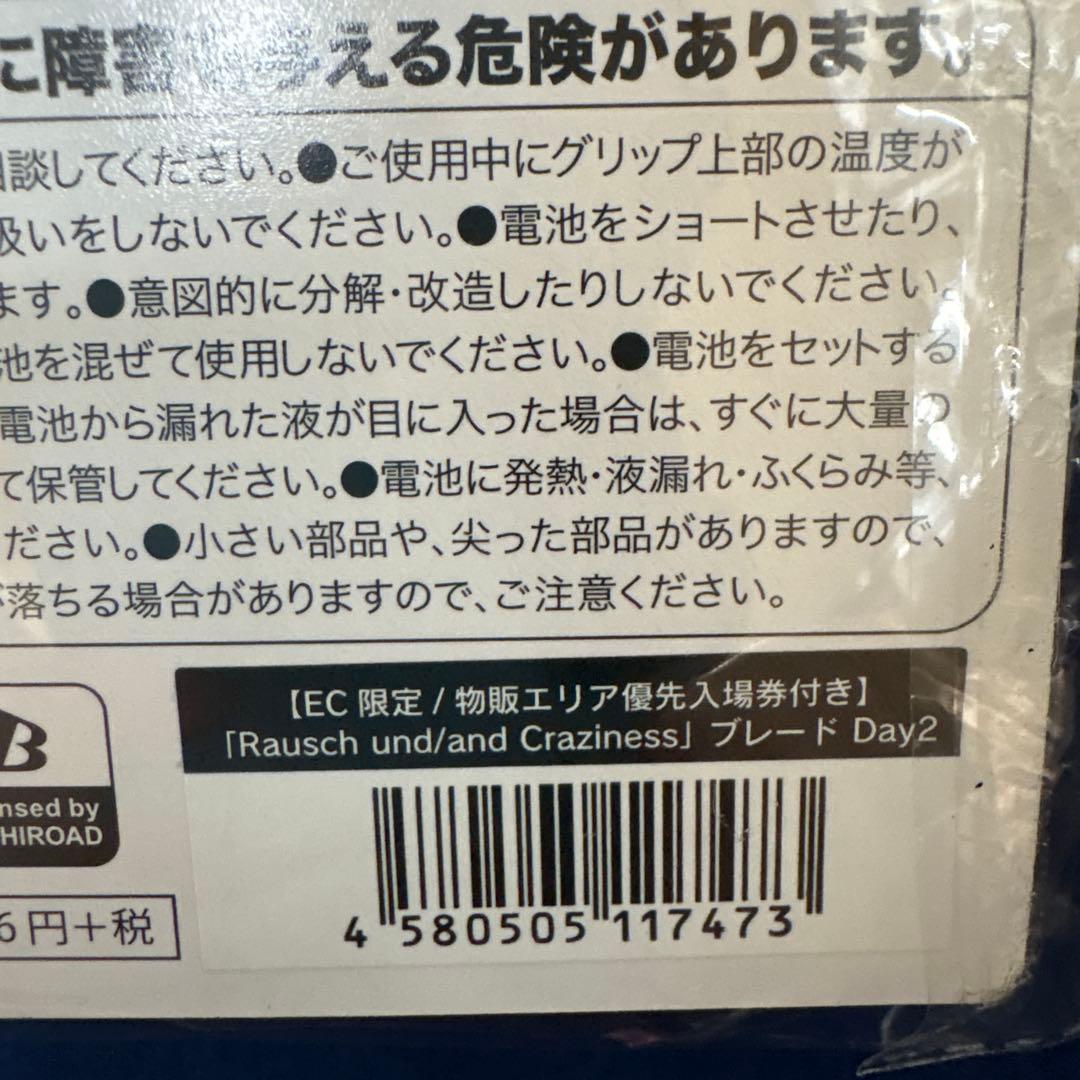 に障害を与える危険があります。
談してください。●ご使用中にグリップ上部の温度が
扱いをしないでください。●電池をショートさせたり、
ます。●意図的に分解・改造したりしないでください。
池を混ぜて使用しないでください。●電池をセットする
電池から漏れた液が目に入った場合は、すぐに大量の
て保管してください。●電池に発熱・液漏れ・ふくらみ等、
ださい。●小さい部品や、尖った部品がありますので、
落ちる場合がありますので、ご注意ください。
B
nsed by
HIROAD
6円+税
【EC 限定 / 物販エリア優先入場券付き】
「Rausch und/and Craziness」 ブレード Day2
4 580505 117473